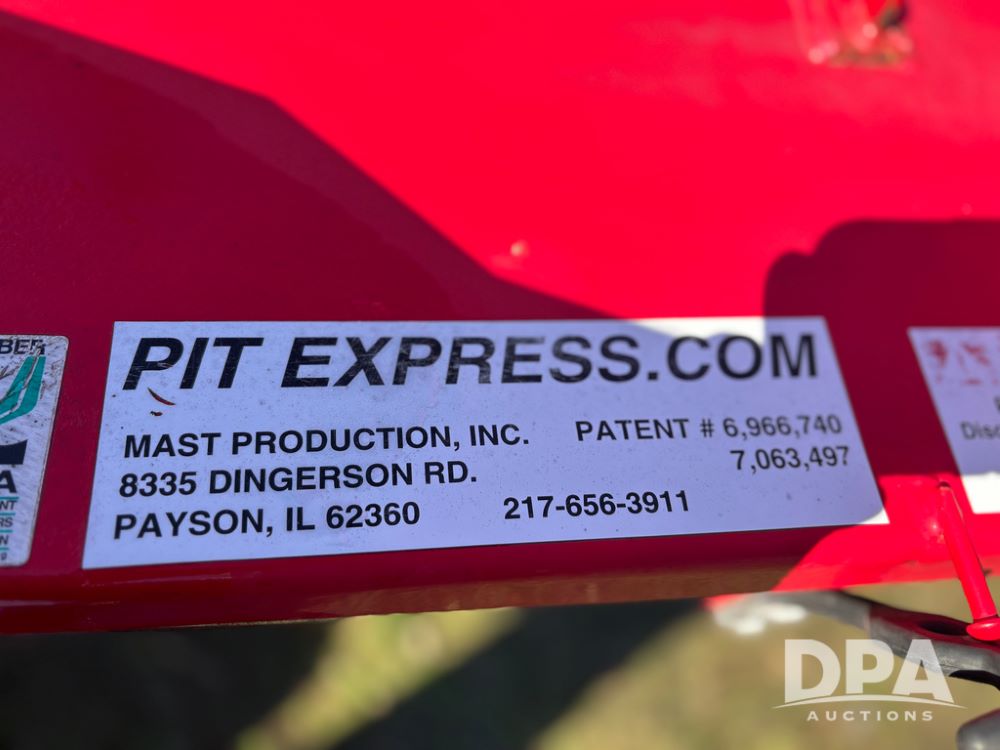 PIT EXPRESS.COM
MAST PRODUCTION, INC.
8335 DINGERSON RD.
PAYSON, IL 62360
217-656-3911
PATENT # 6,966,740
7,063,497
DPA
AUCTIONS